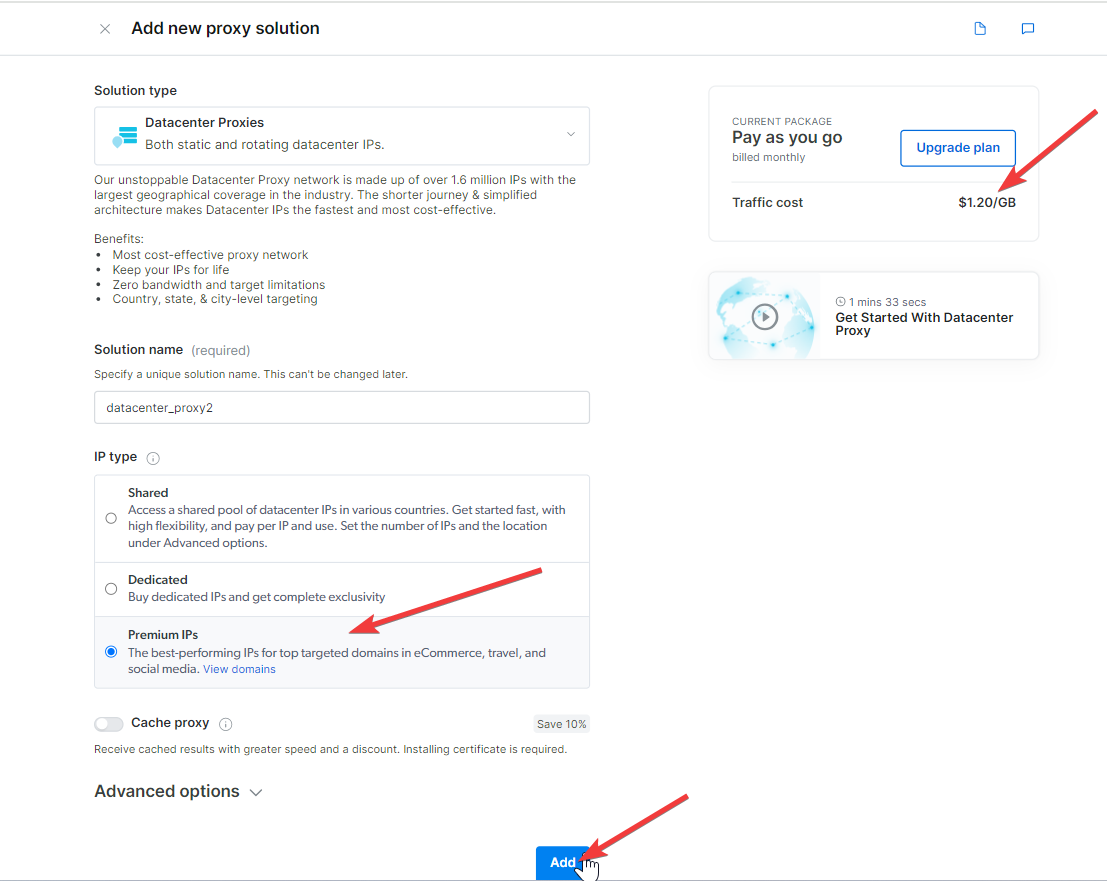 Add new proxy solution
Solution type
Datacenter Proxies
Both static and rotating datacenter IPs.
Our unstoppable Datacenter Proxy network is made up of over 1.6 million IPs with the
largest geographical coverage in the industry. The shorter journey & simplified
architecture makes Datacenter IPs the fastest and most cost-effective.
Benefits:
• Most cost-effective proxy network
• Keep your IPs for life
• Zero bandwidth and target limitations
• Country, state, & city-level targeting
Solution name (required)
Specify a unique solution name. This can't be changed later.
datacenter_proxy2
IP type
Shared
Access a shared pool of datacenter IPs in various countries. Get started fast, with
high flexibility, and pay per IP and use. Set the number of IPs and the location
under Advanced options.
Dedicated
Buy dedicated IPs and get complete exclusivity
Premium IPs
The best-performing IPs for top targeted domains in eCommerce, travel, and
social media. View domains
Cache proxy
Save 10%
Receive cached results with greater speed and a discount. Installing certificate is required.
Advanced options
Add
CURRENT PACKAGE
Pay as you go
billed monthly
Upgrade plan
Traffic cost $1.20/GB
1 mins 33 secs
Get Started With Datacenter
Proxy